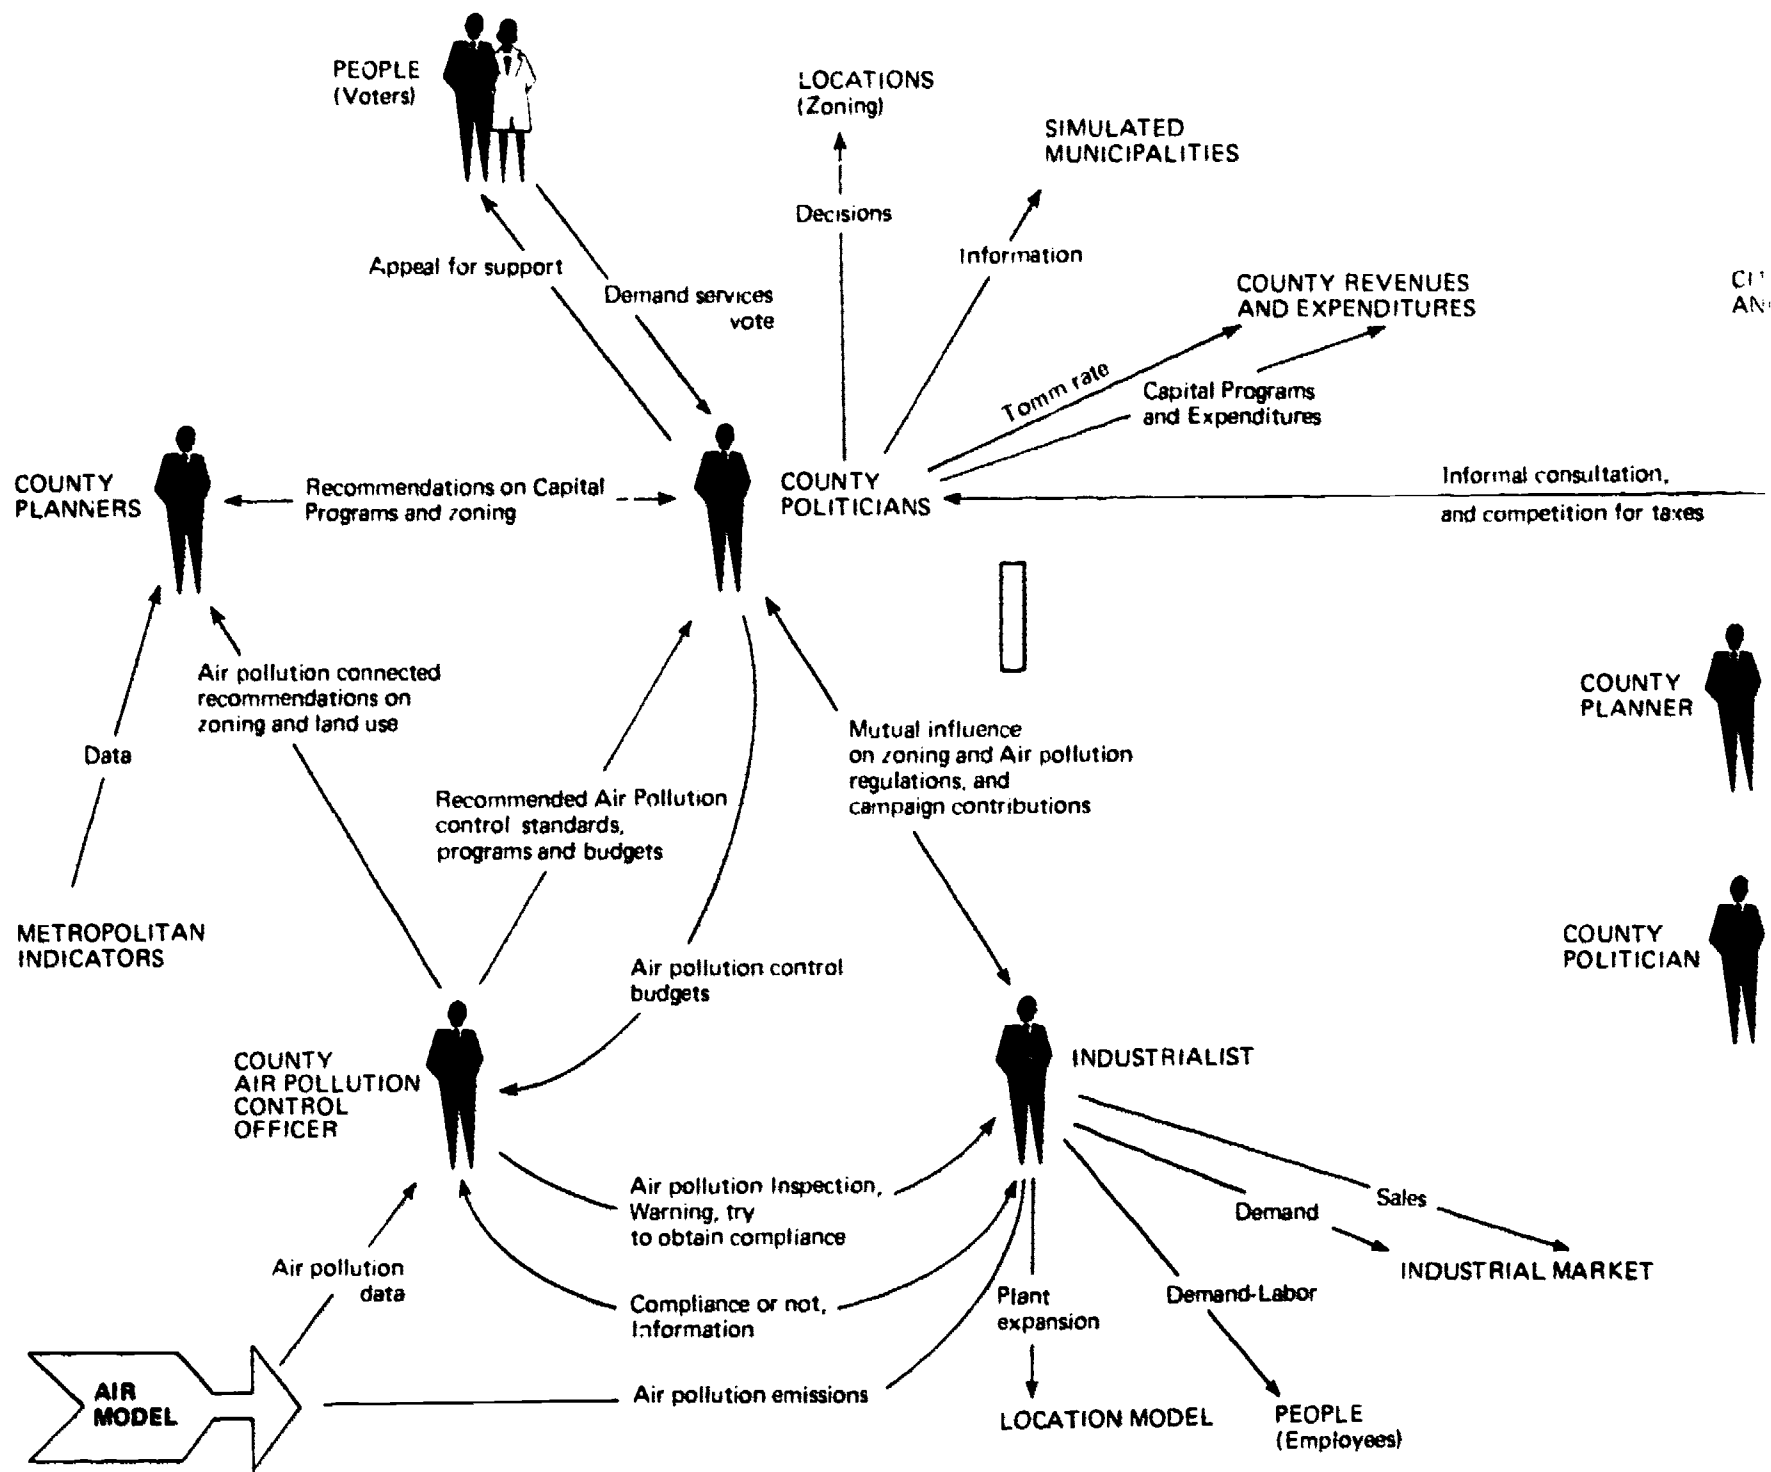 PEOPLE
(Voters)
LOCATIONS
(Zoning)
SIMULATED
MUNICIPALITIES
Decisions
Information
Appeal for support
Demand services
vote
COUNTY REVENUES
AND EXPENDITURES
Tomm rate
Capital Programs
and Expenditures
COUNTY
PLANNERS
Recommendations on Capital
Programs and zoning
COUNTY
POLITICIANS
Informal consultation,
and competition for taxes
Air pollution connected
recommendations on
zoning and land use
Data
COUNTY
PLANNER
Mutual influence
on zoning and Air pollution
regulations, and
campaign contributions
Recommended Air Pollution
control standards,
programs and budgets
METROPOLITAN
INDICATORS
Air pollution control
budgets
COUNTY
POLITICIAN
COUNTY
AIR POLLUTION
CONTROL
OFFICER
INDUSTRIALIST
Air pollution Inspection,
Warning, try
to obtain compliance
Sales
Demand
INDUSTRIAL MARKET
Air pollution
data
Compliance or not,
Information
Plant
expansion
Demand-Labor
AIR
MODEL
Air pollution emissions
LOCATION MODEL
PEOPLE
(Employees)